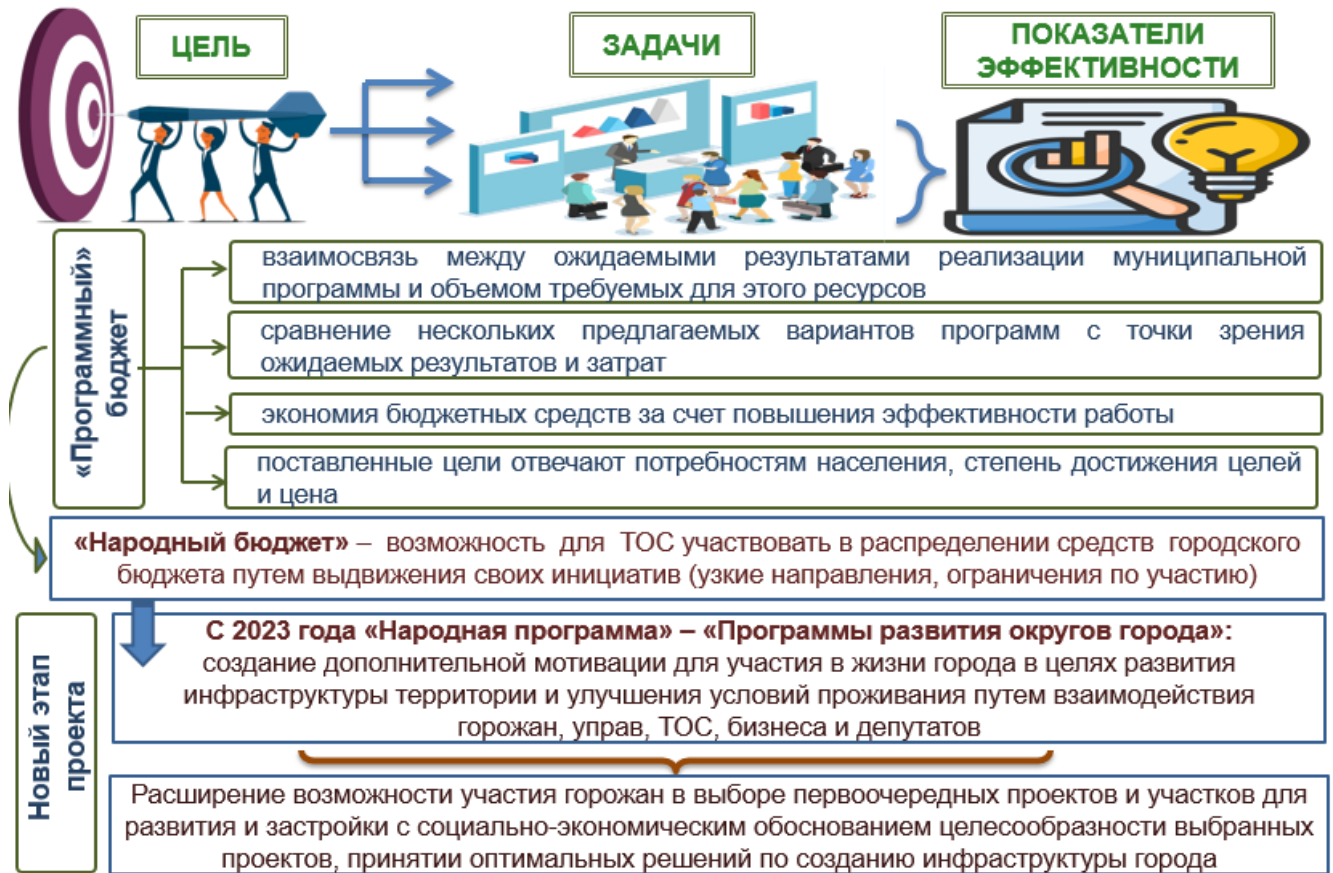 ЦЕЛЬ
ЗАДАЧИ
ПОКАЗАТЕЛИ
ЭФФЕКТИВНОСТИ
«Программный»
бюджет
взаимосвязь между ожидаемыми результатами реализации муниципальной
программы и объемом требуемых для этого ресурсов
сравнение нескольких предлагаемых вариантов программ с точки зрения
ожидаемых результатов и затрат
экономия бюджетных средств за счет повышения эффективности работы
поставленные цели отвечают потребностям населения, степень достижения целей
и цена
«Народный бюджет» – возможность для ТОС участвовать в распределении средств городского
бюджета путем выдвижения своих инициатив (узкие направления, ограничения по участию)
Новый этап
проекта
С 2023 года «Народная программа» – «Программы развития округов города»:
создание дополнительной мотивации для участия в жизни города в целях развития
инфраструктуры территории и улучшения условий проживания путем взаимодействия
горожан, управ, ТОС, бизнеса и депутатов
Расширение возможности участия горожан в выборе первоочередных проектов и участков для
развития и застройки с социально-экономическим обоснованием целесообразности выбранных
проектов, принятии оптимальных решений по созданию инфраструктуры города